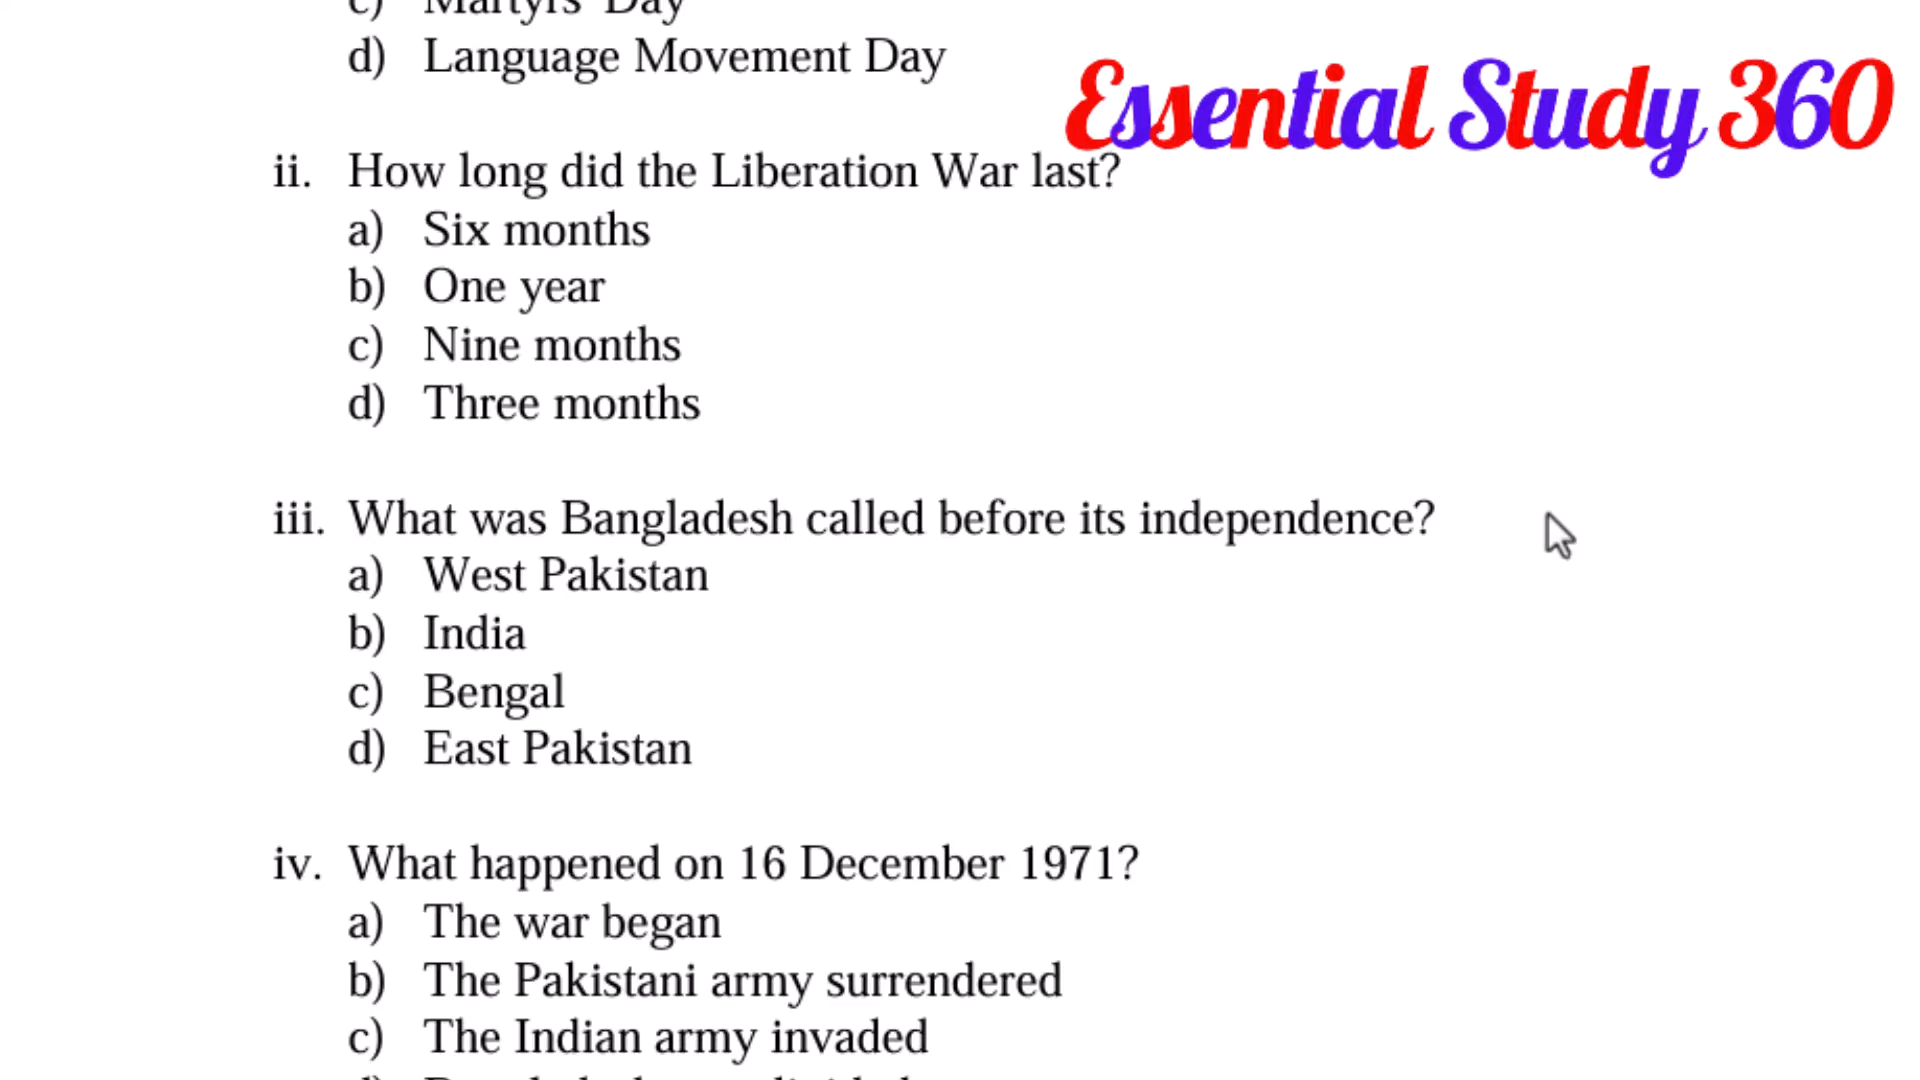 c) Martyrs' Day
d) Language Movement Day
Essential Study 360
ii. How long did the Liberation War last?
a) Six months
b) One year
c) Nine months
d) Three months
iii. What was Bangladesh called before its independence?
a) West Pakistan
b) India
c) Bengal
d) East Pakistan
iv. What happened on 16 December 1971?
a) The war began
b) The Pakistani army surrendered
c) The Indian army invaded